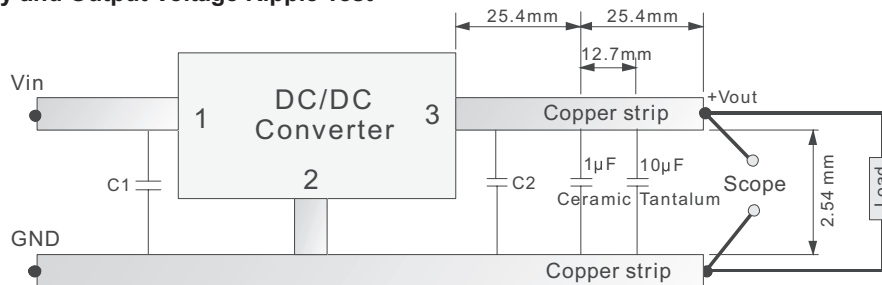 y and Output Voltage Ripple Test
25.4mm 25.4mm
12.7mm
Vin
DC/DC
Converter
1 3
2
Copper strip
+Vout
C1
C2
1μF 10μF
Ceramic Tantalum
Scope
2.54 mm
Load
GND
Copper strip